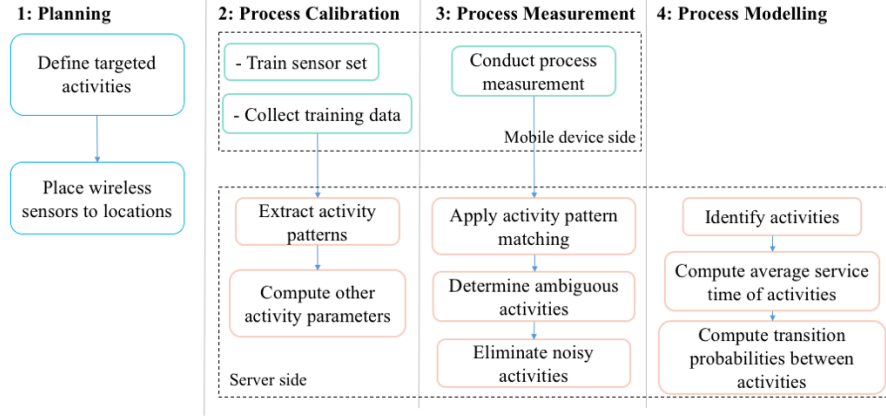 1: Planning
Define targeted
activities
Place wireless
sensors to locations
2: Process Calibration
- Train sensor set
- Collect training data
Extract activity
patterns
Compute other
activity parameters
Server side
3: Process Measurement
Conduct process
measurement
Mobile device side
Apply activity pattern
matching
Determine ambiguous
activities
Eliminate noisy
activities
4: Process Modelling
Identify activities
Compute average service
time of activities
Compute transition
probabilities between
activities